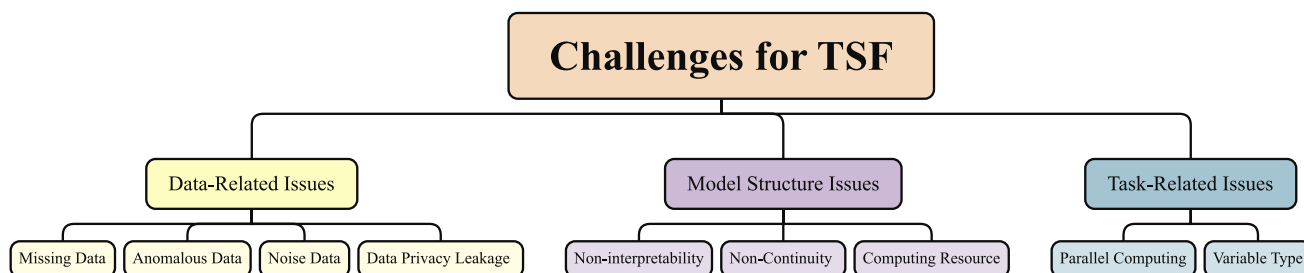 Challenges for TSF
Data-Related Issues
Model Structure Issues
Task-Related Issues
Missing Data
Anomalous Data
Noise Data
Data Privacy Leakage
Non-interpretability
Non-Continuity
Computing Resource
Parallel Computing
Variable Type